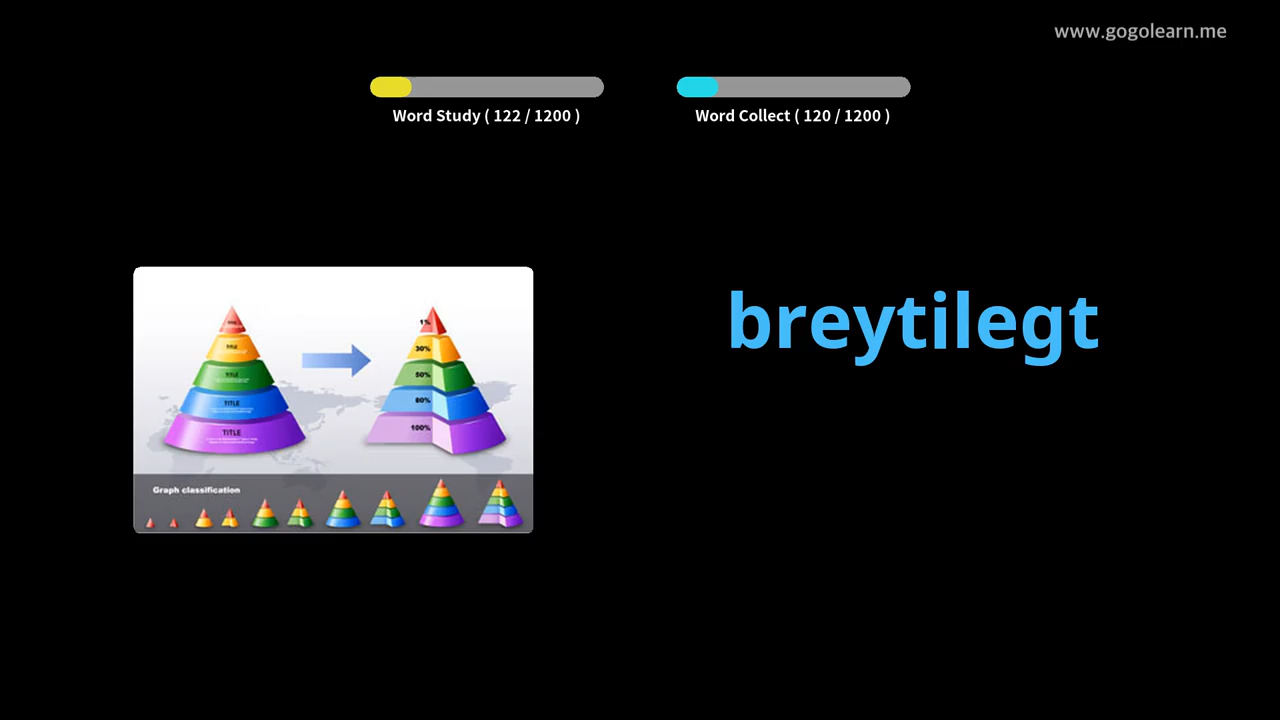 www.gogolearn.me
Word Study ( 122 / 1200 )
Word Collect ( 120 / 1200 )
breytilegt
TITLE
TITLE
TITLE
TITLE
1%
30%
50%
80%
100%
Graph classification